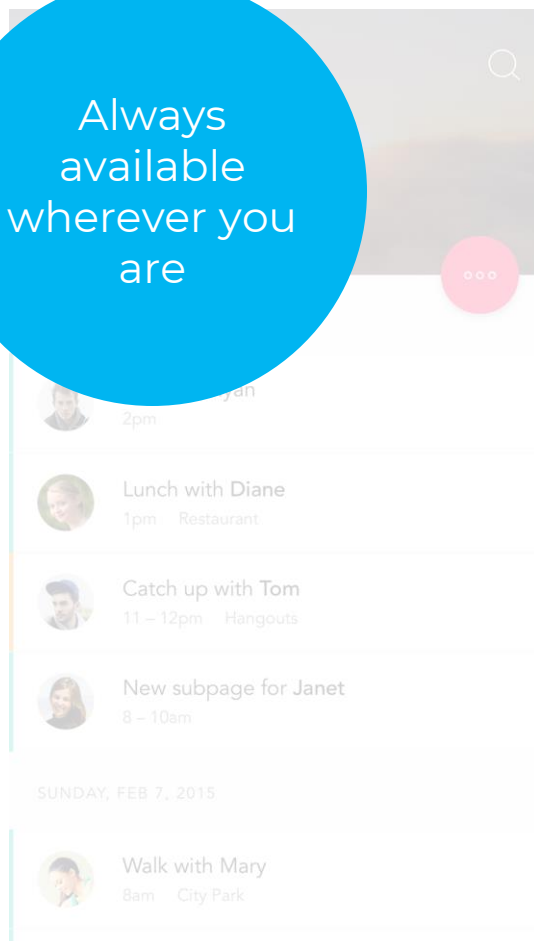 Always
available
wherever you
are
2pm
Lunch with Diane
1pm Restaurant
Catch up with Tom
11 – 12pm Hangouts
New subpage for Janet
8 – 10am
SUNDAY, FEB 7, 2015
Walk with Mary
8am City Park